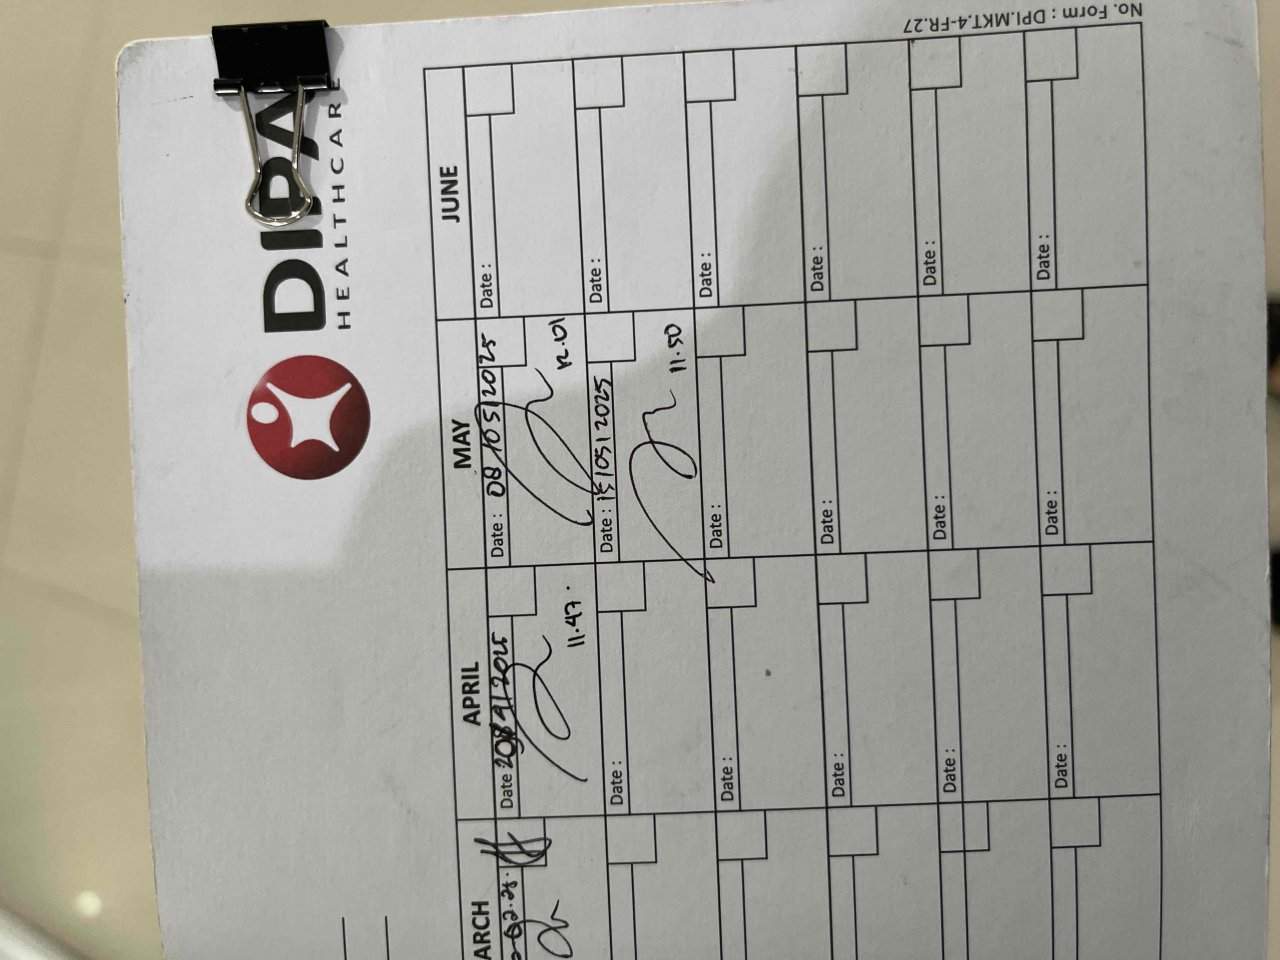 DIPA
HEALTHCARE
ARCH APRIL MAY JUNE
Date 2025
11.47.
Date : 08/05/2025
12.01
Date :
Date :
Date : 15/05/2025
11.50
Date :
Date :
Date :
Date :
Date :
Date :
Date :
Date :
Date :
Date :
Date :
Date :
Date :
No. Form : DPI.MKT.4-FR.27